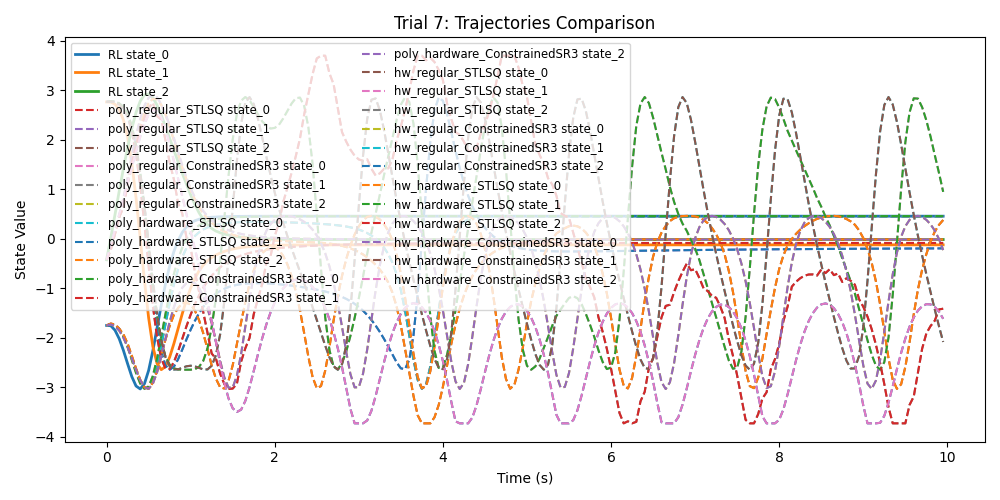 Trial 7: Trajectories Comparison
State Value
4
3
2
1
0
−1
−2
−3
−4
RL state_0
RL state_1
RL state_2
poly_regular_STLSQ state_0
poly_regular_STLSQ state_1
poly_regular_STLSQ state_2
poly_regular_ConstrainedSR3 state_0
poly_regular_ConstrainedSR3 state_1
poly_regular_ConstrainedSR3 state_2
poly_hardware_STLSQ state_0
poly_hardware_STLSQ state_1
poly_hardware_STLSQ state_2
poly_hardware_ConstrainedSR3 state_0
poly_hardware_ConstrainedSR3 state_1
poly_hardware_ConstrainedSR3 state_2
hw_regular_STLSQ state_0
hw_regular_STLSQ state_1
hw_regular_STLSQ state_2
hw_regular_ConstrainedSR3 state_0
hw_regular_ConstrainedSR3 state_1
hw_regular_ConstrainedSR3 state_2
hw_hardware_STLSQ state_0
hw_hardware_STLSQ state_1
hw_hardware_STLSQ state_2
hw_hardware_ConstrainedSR3 state_0
hw_hardware_ConstrainedSR3 state_1
hw_hardware_ConstrainedSR3 state_2
0 2 4 6 8 10
Time (s)